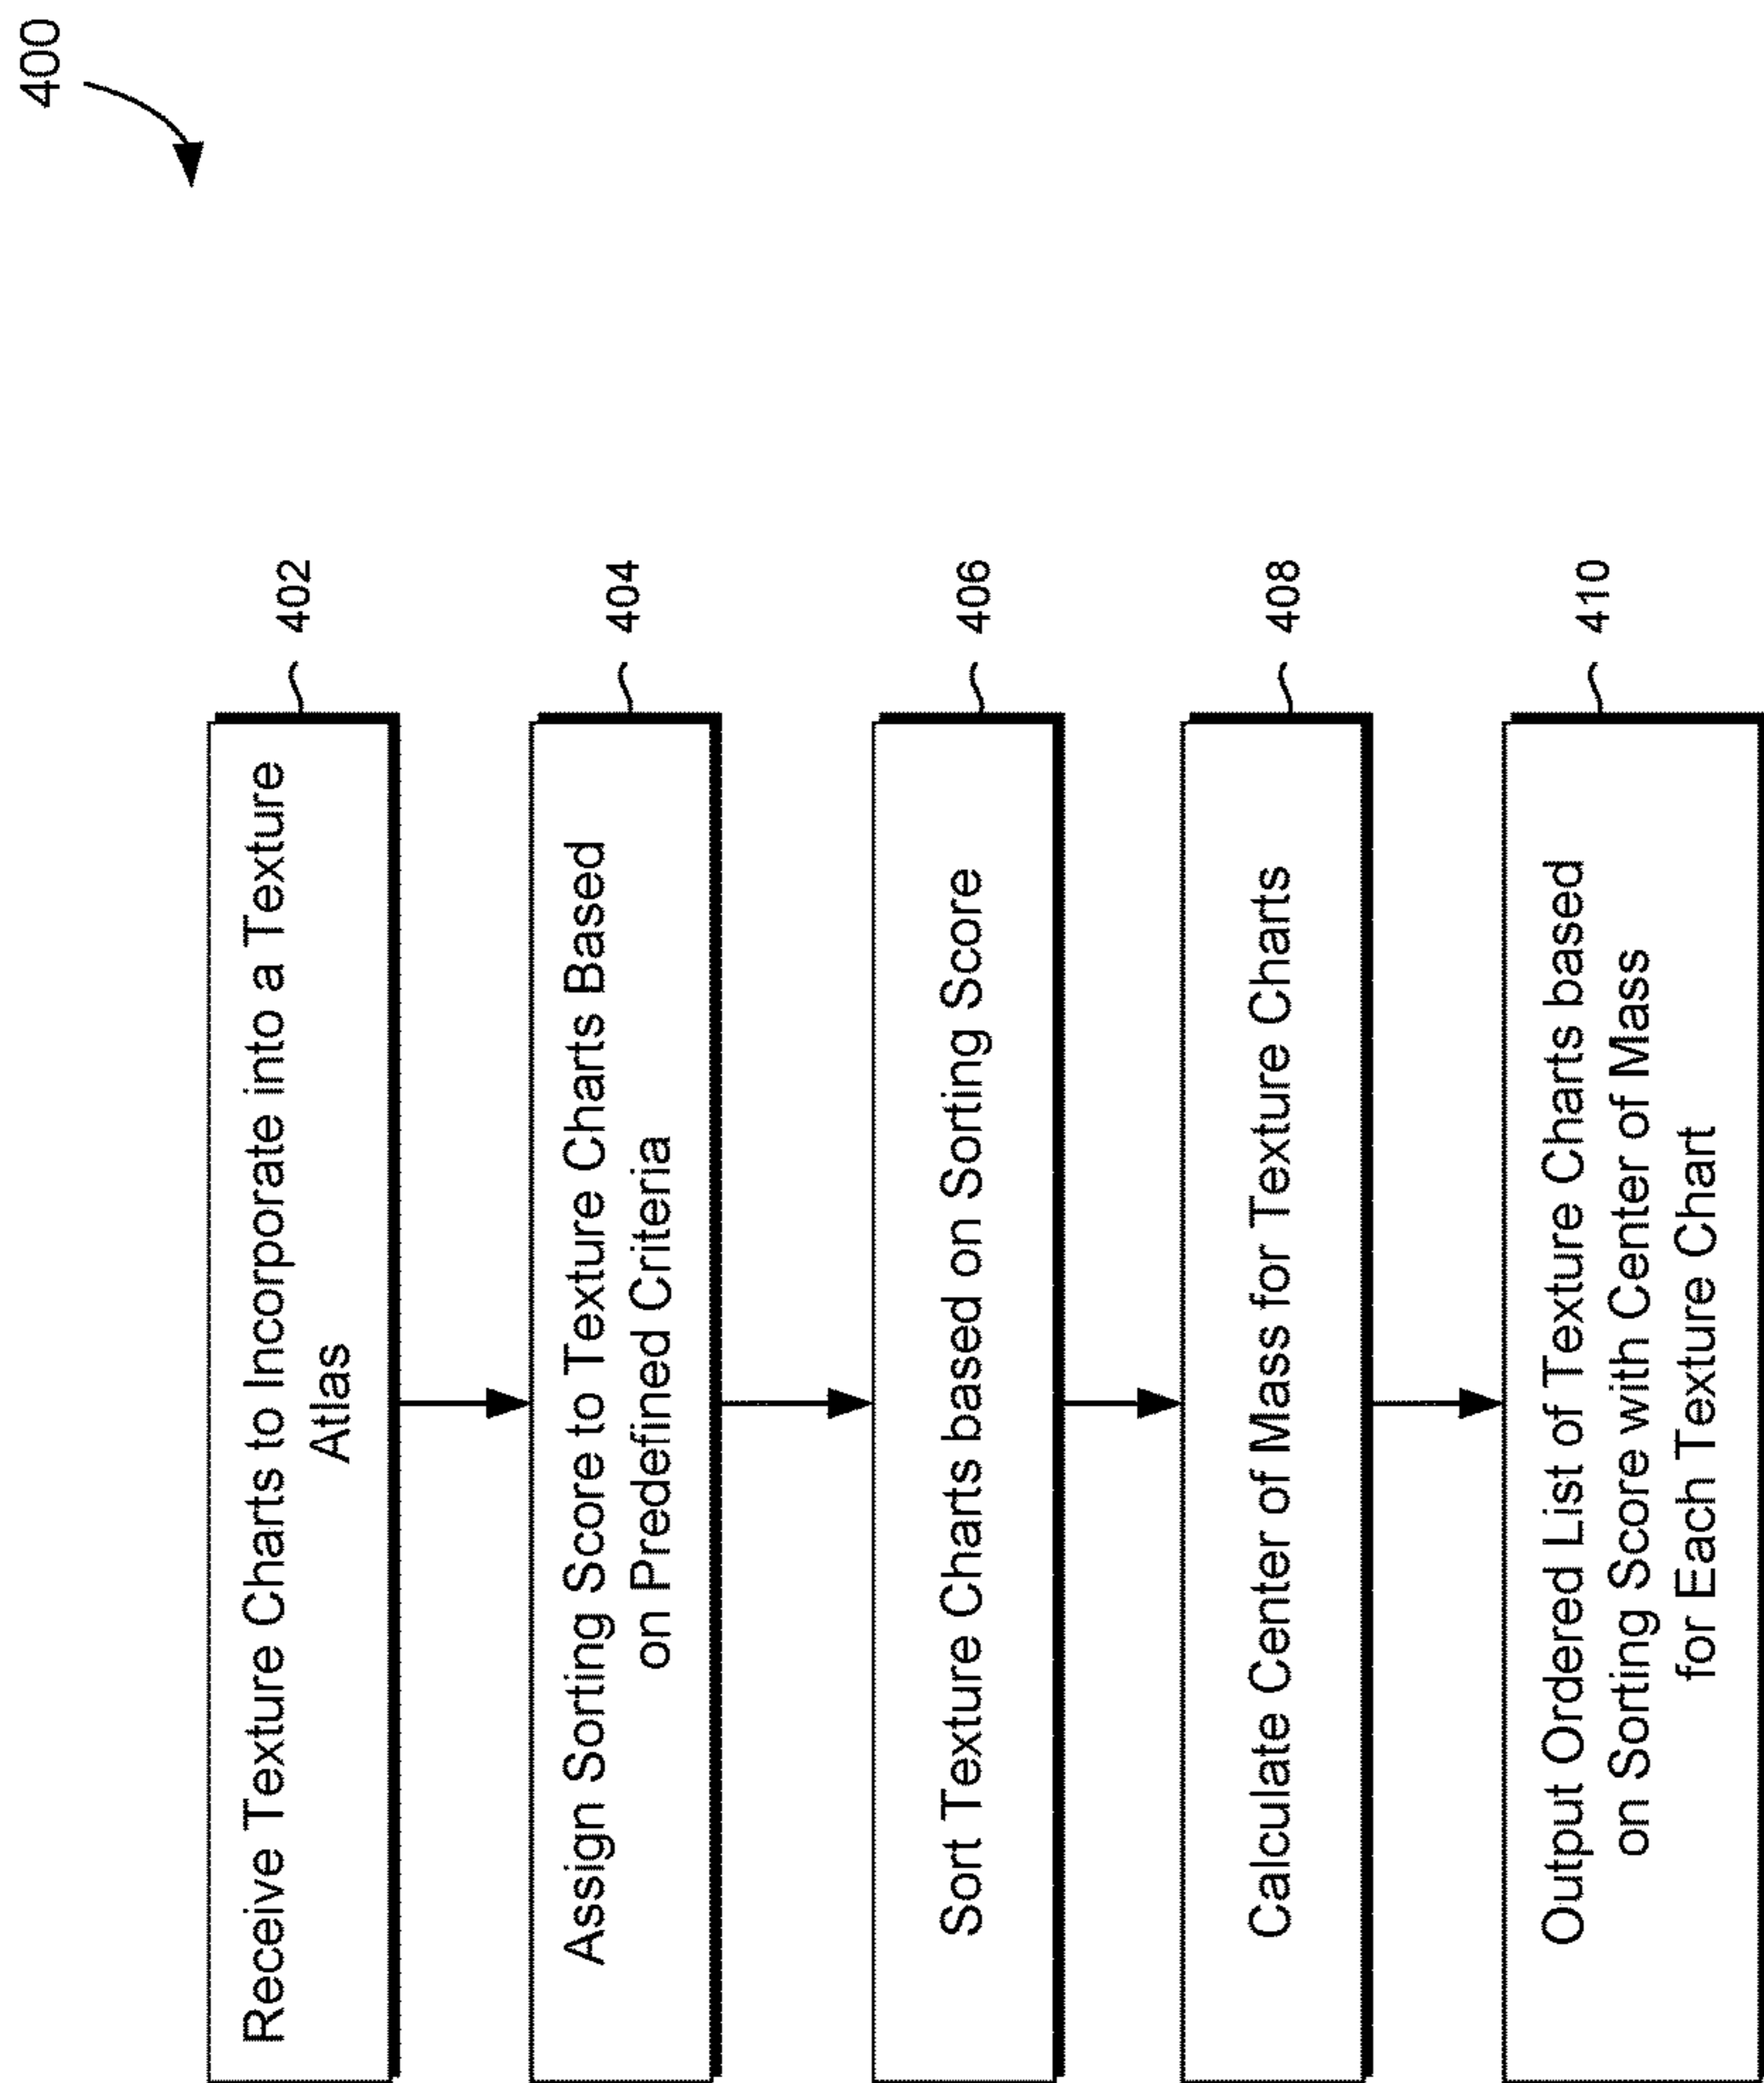 400
Receive Texture Charts to Incorporate into a Texture
Atlas
402
Assign Sorting Score to Texture Charts Based
on Predefined Criteria
404
Sort Texture Charts based on Sorting Score
406
Calculate Center of Mass for Texture Charts
408
Output Ordered List of Texture Charts based
on Sorting Score with Center of Mass
for Each Texture Chart
410